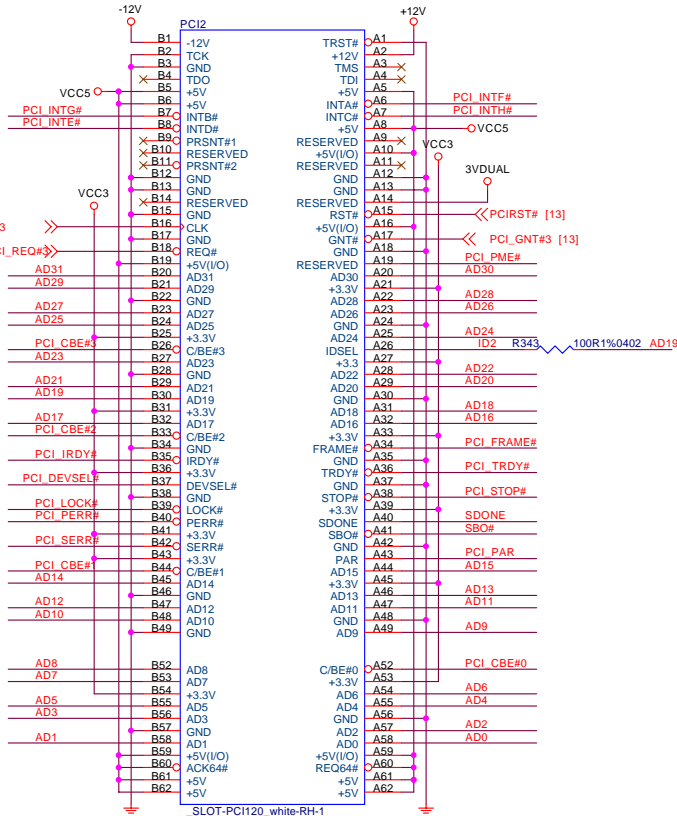 -12V
+12V
PCI2
B1 -12V TRST# A1
B2 TCK +12V A2
B3 GND TMS A3
B4 TDO TDI A4
VCC5 B5 +5V +5V A5
B6 +5V INTA# A6 PCI_INTF#
PCI_INTG# B7 INTB# INTC# A7 PCI_INTH#
PCI_INTE# B8 INTD# +5V A8 VCC5
B9 PRSNT#1 RESERVED A9
B10 RESERVED +5V(I/O) A10
VCC3
B11 PRSNT#2 RESERVED A11
B12 GND GND A12
3VDUAL
B13 GND GND A13
VCC3
B14 RESERVED RESERVED A14
B15 GND RST# A15 PCIRST# [13]
3 B16 CLK +5V(I/O) A16
B17 GND GNT# A17 PCI_GNT#3 [13]
CI_REQ#3 B18 REQ# GND A18
B19 +5V(I/O) RESERVED A19 PCI_PME#
AD31 B20 AD31 AD30 A20 AD30
AD29 B21 AD29 +3.3V A21
B22 GND AD28 A22 AD28
AD27 B23 AD27 AD26 A23 AD26
AD25 B24 AD25 GND A24
B25 +3.3V AD24 A25 AD24
PCI_CBE#3 B26 C/BE#3 IDSEL A26 ID2 R343 100R1%0402 AD19
AD23 B27 AD23 +3.3 A27
B28 GND AD22 A28 AD22
AD21 B29 AD21 AD20 A29 AD20
AD19 B30 AD19 GND A30
B31 +3.3V AD18 A31 AD18
AD17 B32 AD17 AD16 A32 AD16
PCI_CBE#2 B33 C/BE#2 +3.3V A33
B34 GND FRAME# A34 PCI_FRAME#
PCI_IRDY# B35 IRDY# GND A35
B36 +3.3V TRDY# A36 PCI_TRDY#
PCI_DEVSEL# B37 DEVSEL# GND A37
B38 GND STOP# A38 PCI_STOP#
PCI_LOCK# B39 LOCK# +3.3V A39
PCI_PERR# B40 PERR# SDONE A40 SDONE
B41 +3.3V SBO# A41 SBO#
PCI_SERR# B42 SERR# GND A42
B43 +3.3V PAR A43 PCI_PAR
PCI_CBE#1 B44 C/BE#1 AD15 A44 AD15
AD14 B45 AD14 +3.3V A45
B46 GND AD13 A46 AD13
AD12 B47 AD12 AD11 A47 AD11
AD10 B48 AD10 GND A48
B49 GND AD9 A49 AD9
AD8 B52 AD8 C/BE#0 A52 PCI_CBE#0
AD7 B53 AD7 +3.3V A53
B54 +3.3V AD6 A54 AD6
AD5 B55 AD5 AD4 A55 AD4
AD3 B56 AD3 GND A56
B57 GND AD2 A57 AD2
AD1 B58 AD1 AD0 A58 AD0
B59 +5V(I/O) +5V(I/O) A59
B60 ACK64# REQ64# A60
B61 +5V +5V A61
B62 +5V +5V A62
_SLOT-PCI120_white-RH-1